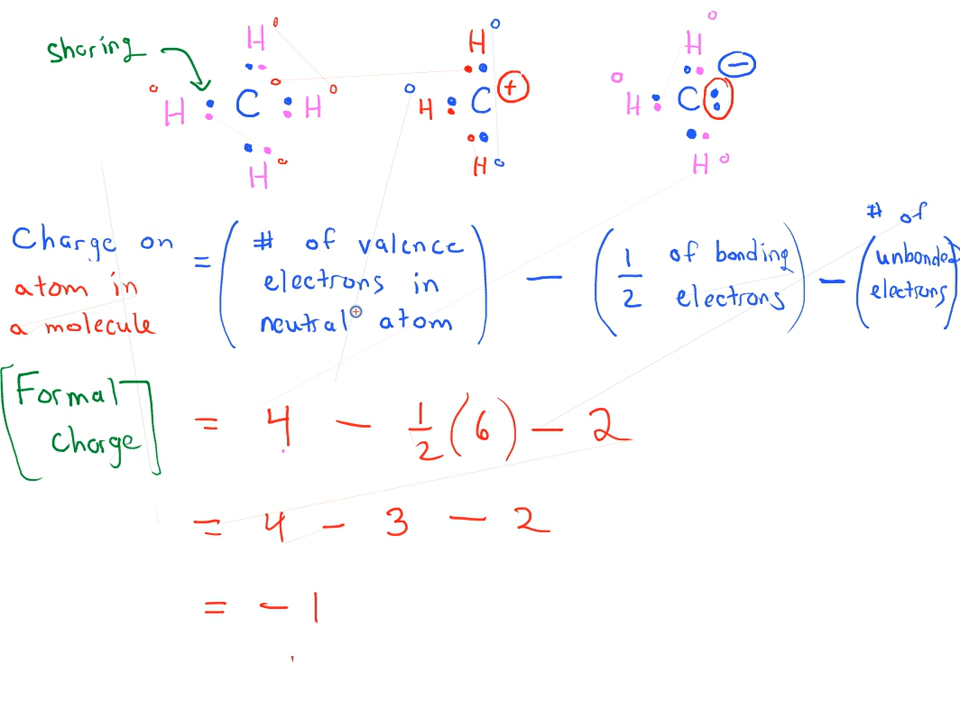 sharing
H° H° H°
°H : C° : H° °H : C + °H : C : −
H° H° H°
# of
Charge on = ( # of valence ) − ( 1 of bonding ) − ( unbonded )
atom in electrons in 2 electrons electrons
a molecule neutral atom
[Formal = 4 − 1/2 (6) − 2
Charge]
= 4 − 3 − 2
= −1